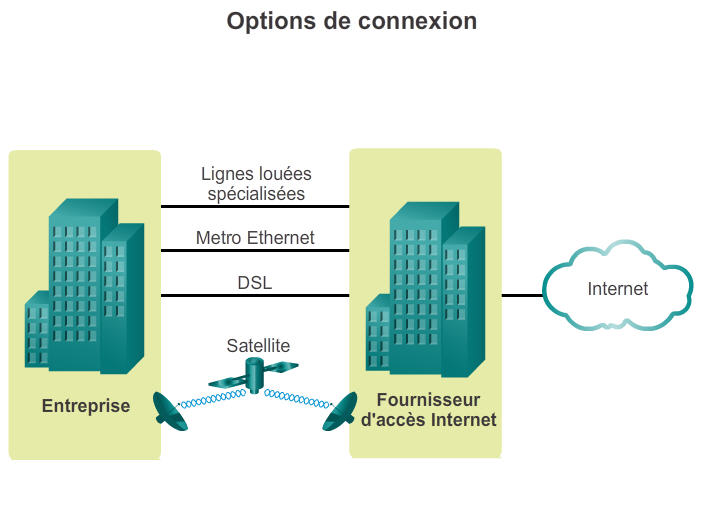 Options de connexion
Lignes louées
spécialisées
Metro Ethernet
DSL
Internet
Satellite
Entreprise
Fournisseur
d'accès Internet